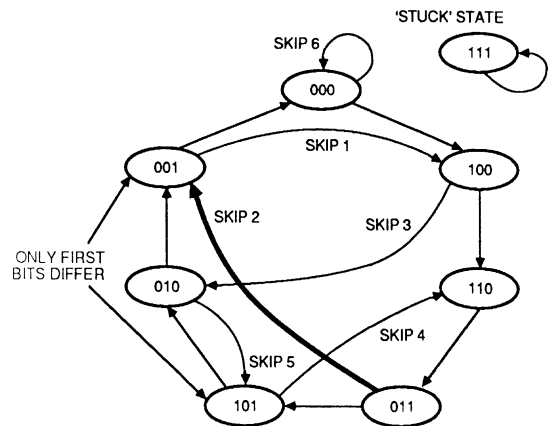 'STUCK' STATE
SKIP 6
111
000
SKIP 1
001
100
SKIP 2
SKIP 3
ONLY FIRST
BITS DIFFER
010
110
SKIP 4
SKIP 5
101
011